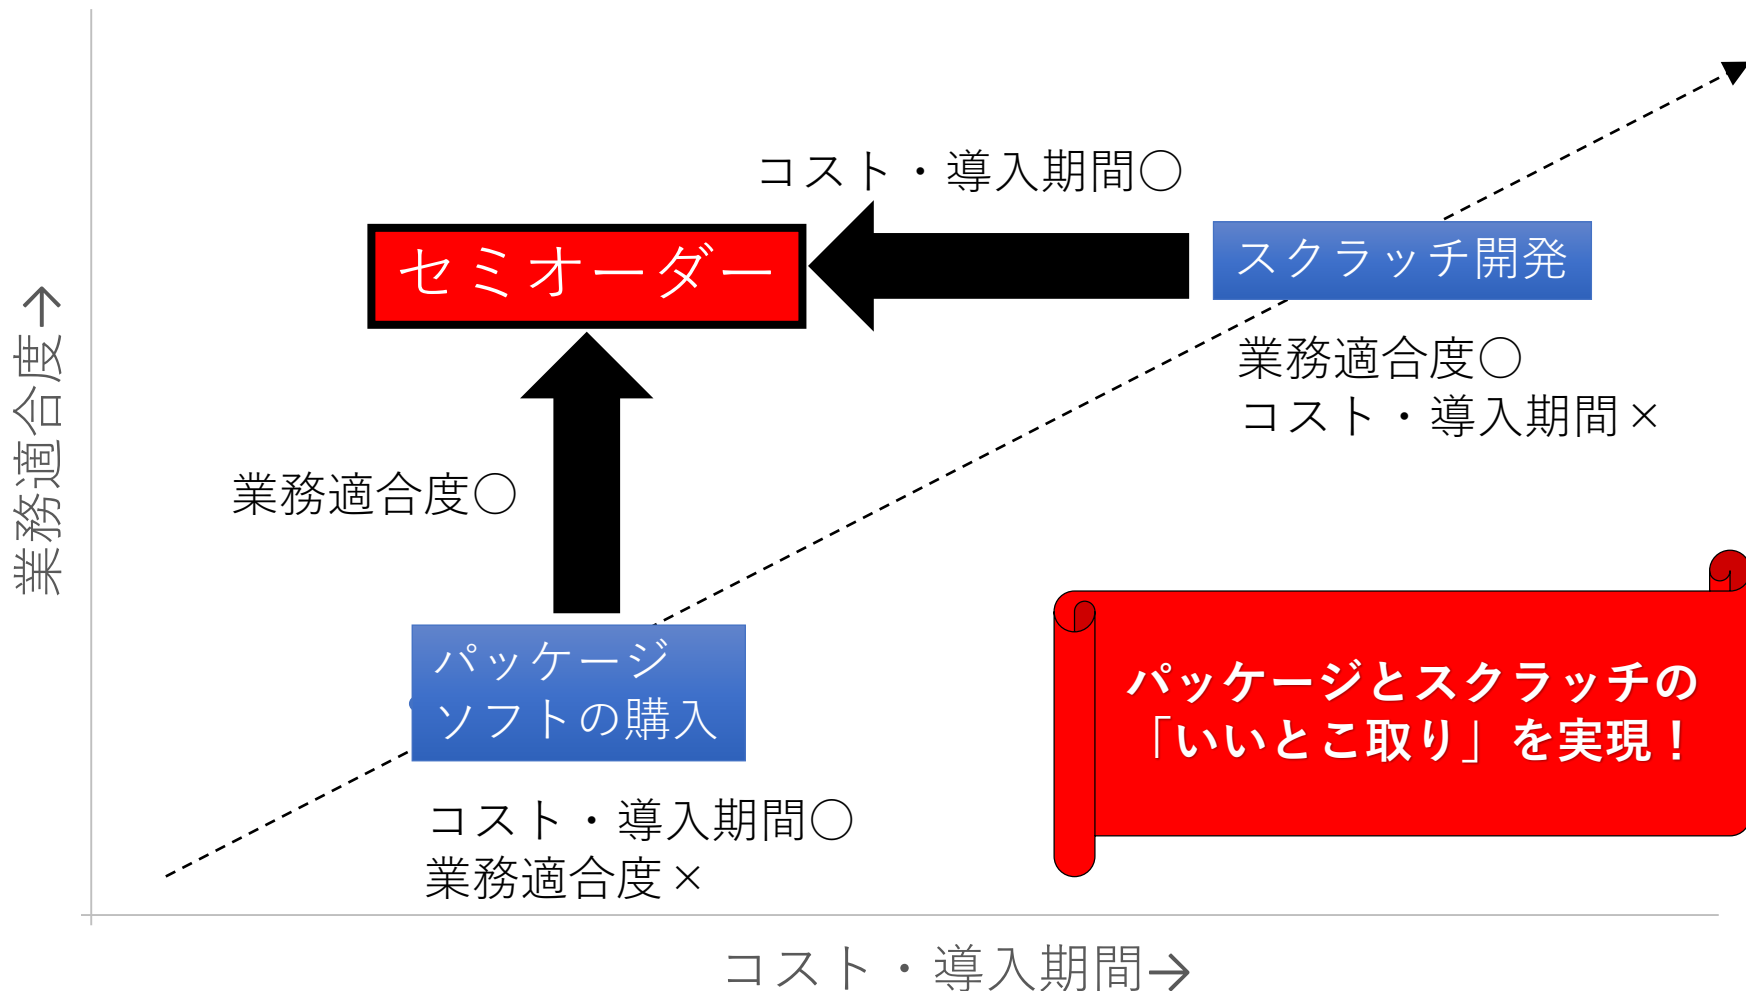 コスト・導入期間○
セミオーダー
スクラッチ開発
業務適合度○
コスト・導入期間×
業務適合度→
業務適合度○
パッケージ
ソフトの購入
コスト・導入期間○
業務適合度×
パッケージとスクラッチの
「いいとこ取り」を実現！
コスト・導入期間→